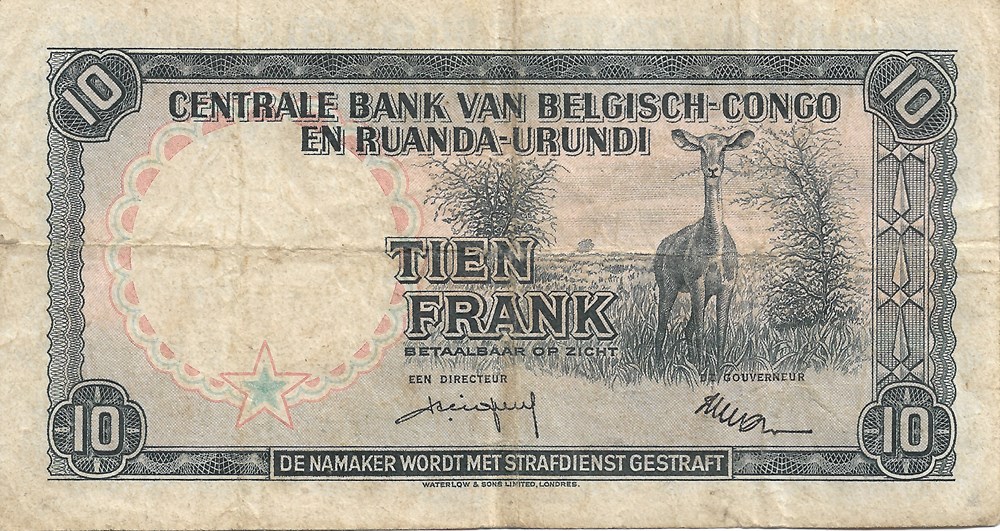 10 10
CENTRALE BANK VAN BELGISCH-CONGO
EN RUANDA-URUNDI
TIEN
FRANK
BETAALBAAR OP ZICHT
EEN DIRECTEUR DE GOUVERNEUR
10 10
DE NAMAKER WORDT MET STRAFDIENST GESTRAFT
WATERLOW & SONS LIMITED, LONDRES.